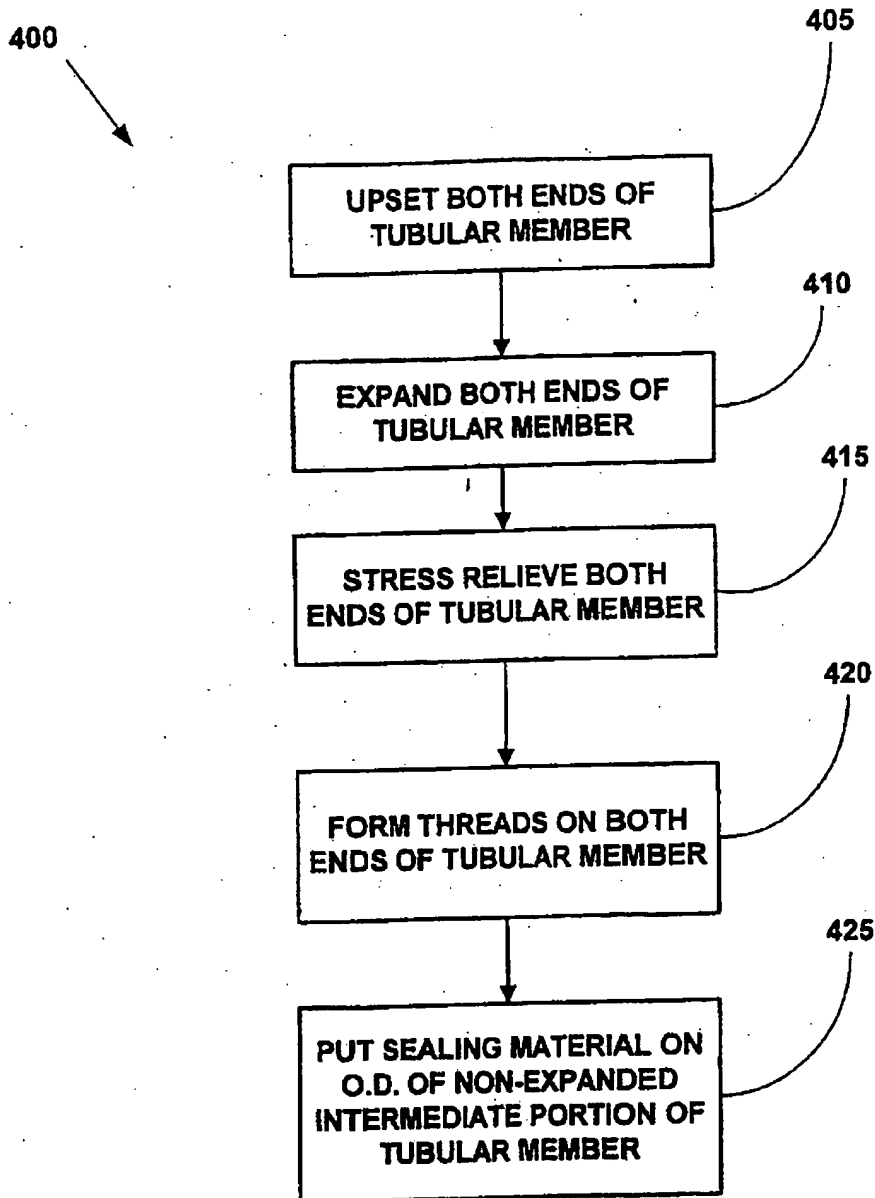 400
405
UPSET BOTH ENDS OF
TUBULAR MEMBER
410
EXPAND BOTH ENDS OF
TUBULAR MEMBER
415
STRESS RELIEVE BOTH
ENDS OF TUBULAR MEMBER
420
FORM THREADS ON BOTH
ENDS OF TUBULAR MEMBER
425
PUT SEALING MATERIAL ON
O.D. OF NON-EXPANDED
INTERMEDIATE PORTION OF
TUBULAR MEMBER